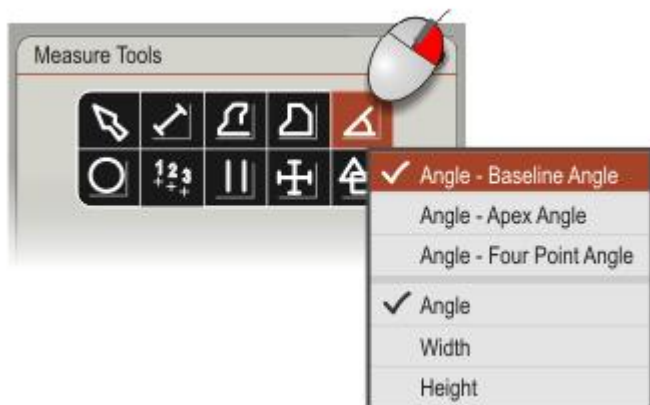 Measure Tools
1 2 3
Angle - Baseline Angle
Angle - Apex Angle
Angle - Four Point Angle
Angle
Width
Height